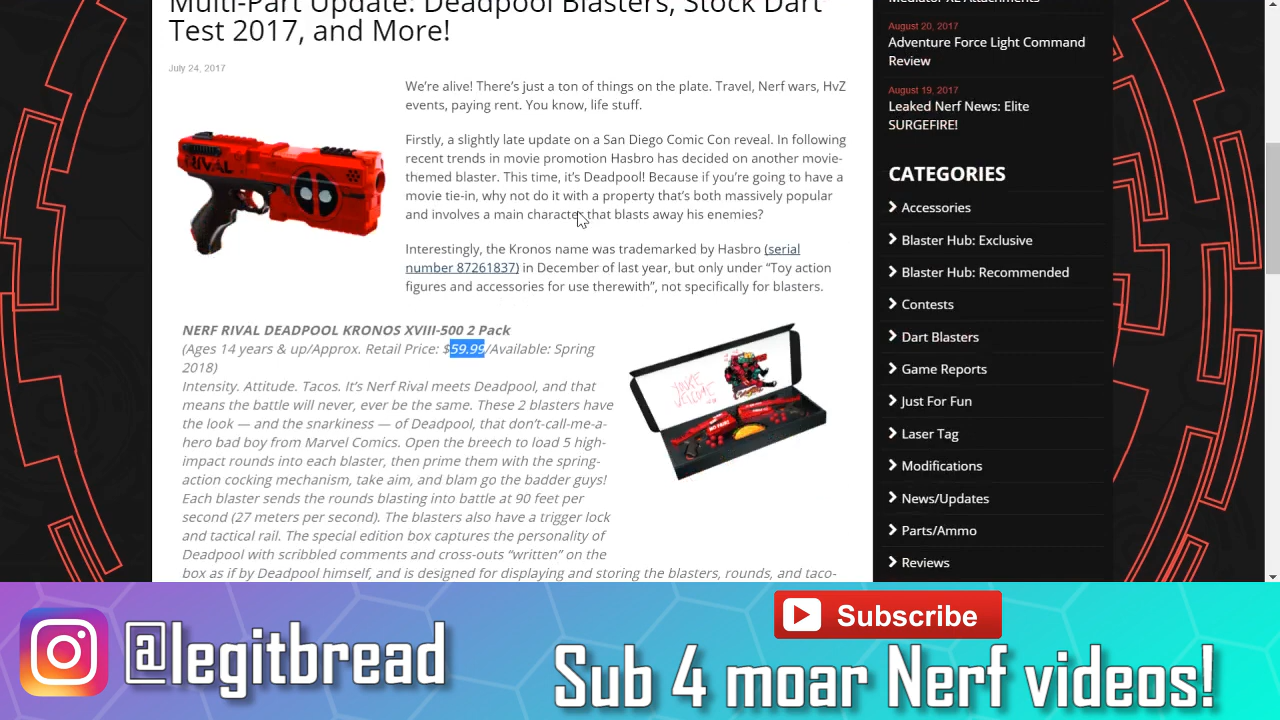 Multi-Part Update: Deadpool Blasters, Stock Dart
Test 2017, and More!
July 24, 2017
We're alive! There's just a ton of things on the plate. Travel, Nerf wars, HvZ
events, paying rent. You know, life stuff.
Firstly, a slightly late update on a San Diego Comic Con reveal. In following
recent trends in movie promotion Hasbro has decided on another movie-
themed blaster. This time, it's Deadpool! Because if you're going to have a
movie tie-in, why not do it with a property that's both massively popular
and involves a main character that blasts away his enemies?
Interestingly, the Kronos name was trademarked by Hasbro (serial
number 87261837) in December of last year, but only under “Toy action
figures and accessories for use therewith”, not specifically for blasters.
RIVAL
NERF RIVAL DEADPOOL KRONOS XVIII-500 2 Pack
(Ages 14 years & up/Approx. Retail Price: $59.99/Available: Spring
2018)
Intensity. Attitude. Tacos. It's Nerf Rival meets Deadpool, and that
means the battle will never, ever be the same. These 2 blasters have
the look — and the snarkiness — of Deadpool, that don't-call-me-a-
hero bad boy from Marvel Comics. Open the breech to load 5 high-
impact rounds into each blaster, then prime them with the spring-
action cocking mechanism, take aim, and blam go the badder guys!
Each blaster sends the rounds blasting into battle at 90 feet per
second (27 meters per second). The blasters also have a trigger lock
and tactical rail. The special edition box captures the personality of
Deadpool with scribbled comments and cross-outs “written” on the
box as if by Deadpool himself, and is designed for displaying and storing the blasters, rounds, and taco-
Mediator XL Attachments
August 20, 2017
Adventure Force Light Command
Review
August 19, 2017
Leaked Nerf News: Elite
SURGEFIRE!
CATEGORIES
Accessories
Blaster Hub: Exclusive
Blaster Hub: Recommended
Contests
Dart Blasters
Game Reports
Just For Fun
Laser Tag
Modifications
News/Updates
Parts/Ammo
Reviews
@legitbread
Subscribe
Sub 4 moar Nerf videos!